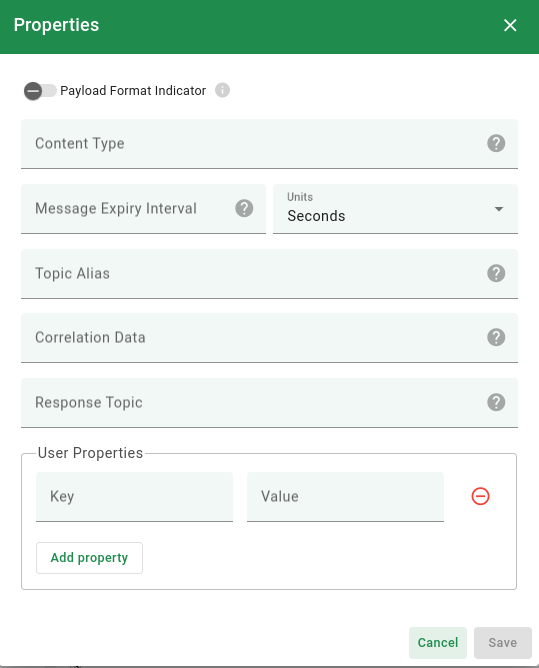 Properties
Payload Format Indicator
Content Type
Message Expiry Interval
Units
Seconds
Topic Alias
Correlation Data
Response Topic
User Properties
Key
Value
Add property
Cancel
Save